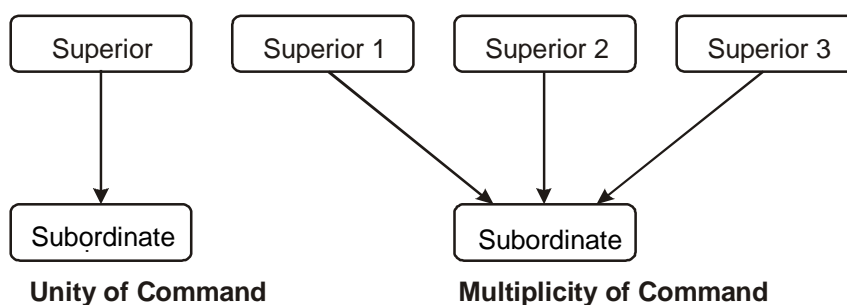 Superior
Superior 1
Superior 2
Superior 3
Subordinate
Subordinate
Unity of Command
Multiplicity of Command